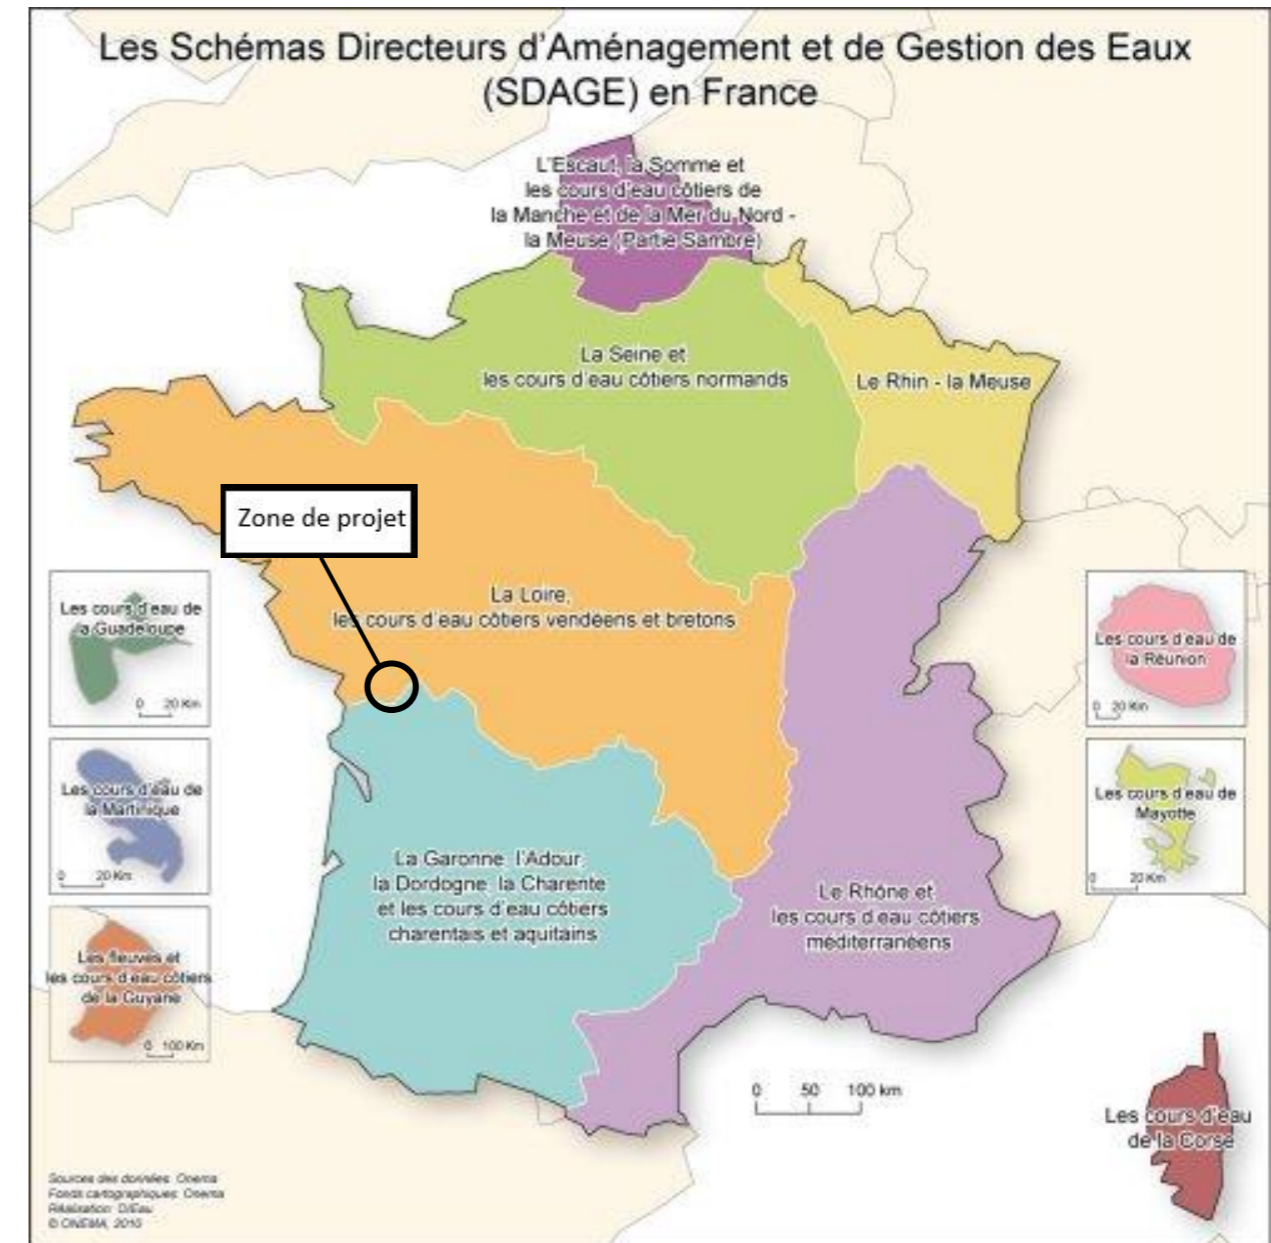 Les Schémas Directeurs d'Aménagement et de Gestion des Eaux
(SDAGE) en France
L'Escaut, la Somme et
les cours d'eau côtiers de
la Manche et de la Mer du Nord -
la Meuse (Partie Sambre)
La Seine et
les cours d'eau côtiers normands
Le Rhin - la Meuse
Zone de projet
La Loire,
les cours d'eau côtiers vendéens et bretons
Les cours d'eau de
la Guadeloupe
0 20 Km
Les cours d'eau de
la Réunion
0 20 Km
Les cours d'eau de
la Martinique
0 20 Km
Les cours d'eau de
Mayotte
0 20 Km
La Garonne, l'Adour,
la Dordogne, la Charente
et les cours d'eau côtiers
charentais et aquitains
Le Rhône et
les cours d'eau côtiers
méditerranéens
Les fleuves et
les cours d'eau côtiers
de la Guyane
0 100 Km
0 50 100 km
Les cours d'eau
de la Corse
Sources des données: Onema
Fonds cartographiques: Onema
Réalisation: OIEau
© ONEMA, 2010